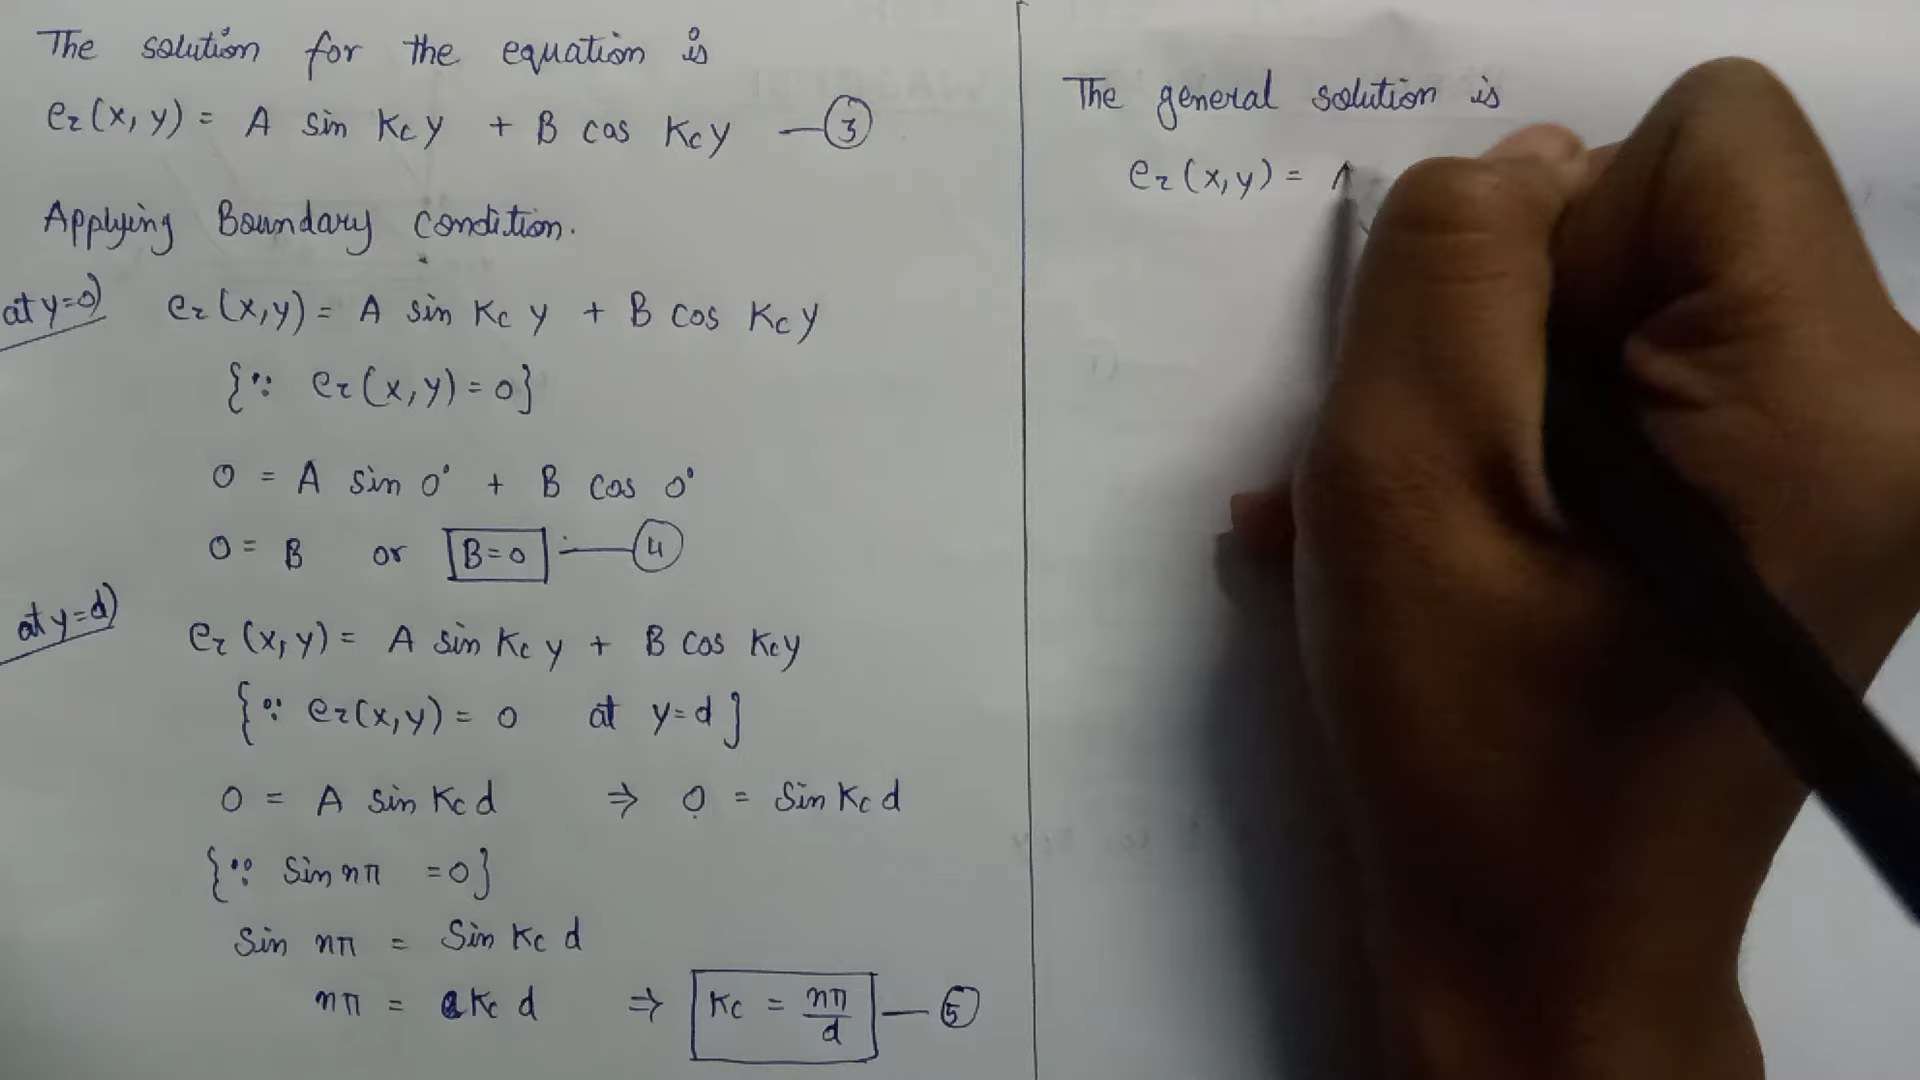 The solution for the equation is
ez(x, y) = A sin Kc y + B cos Kc y — 3
Applying Boundary condition.
at y=0) ez(x,y) = A sin Kc y + B cos Kc y
{∵ ez(x,y) = 0}
0 = A sin 0° + B cos 0°
0 = B or B=0 — 4
at y=d) ez(x,y) = A sin Kc y + B cos Kc y
{∵ ez(x,y) = 0 at y=d}
0 = A sin Kc d ⇒ 0 = Sin Kc d
{∵ Sin nπ = 0}
Sin nπ = Sin Kc d
nπ = Kc d ⇒ Kc = nπ/d — 5
The general solution is
ez(x,y) =